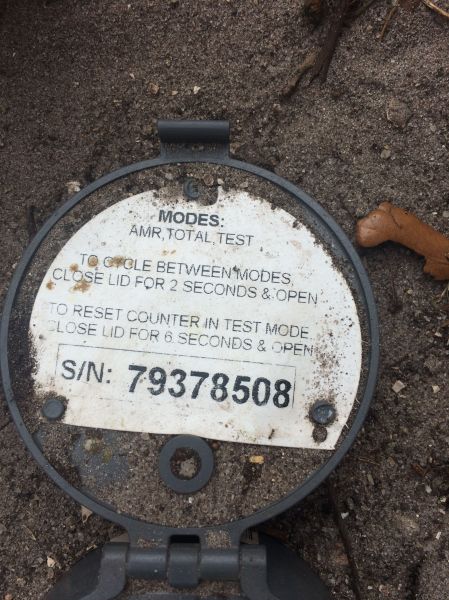 MODES:
AMR,TOTAL,TEST
TO CYCLE BETWEEN MODES,
CLOSE LID FOR 2 SECONDS & OPEN
TO RESET COUNTER IN TEST MODE
CLOSE LID FOR 6 SECONDS & OPEN
S/N: 79378508